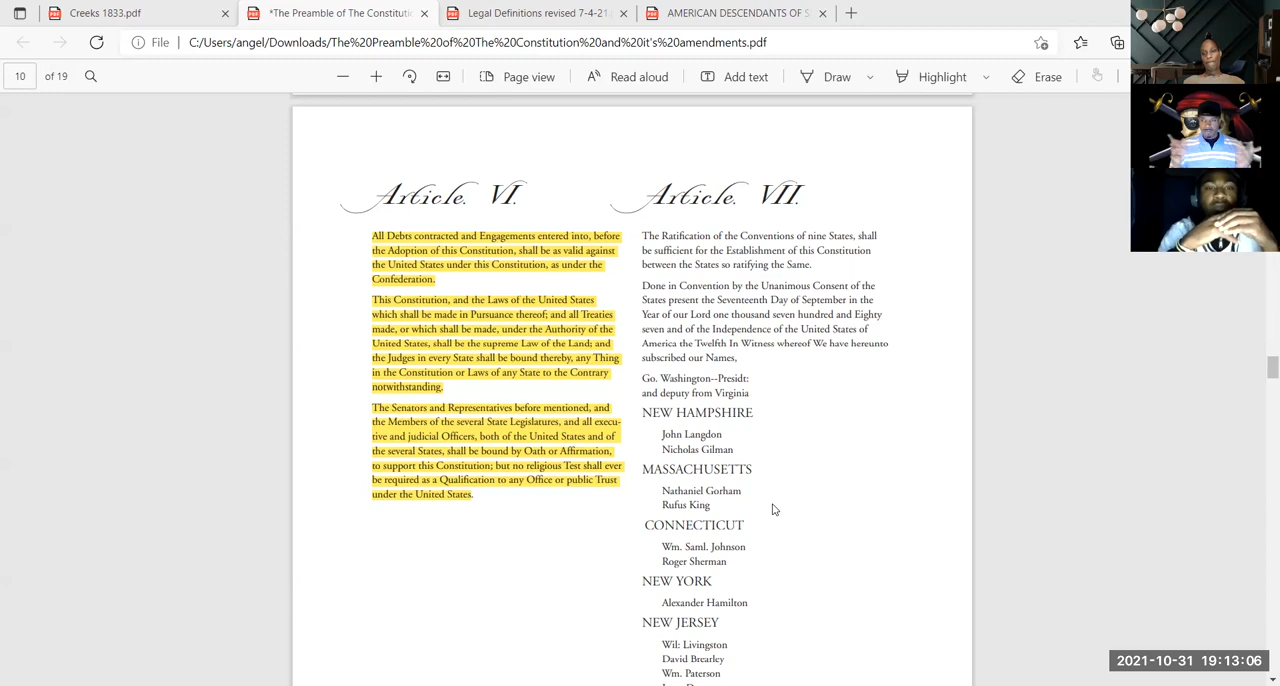 Creeks 1833.pdf
*The Preamble of The Constitutio
Legal Definitions revised 7-4-21
AMERICAN DESCENDANTS OF S
File
C:/Users/angel/Downloads/The%20Preamble%20of%20The%20Constitution%20and%20it's%20amendments.pdf
10 of 19
Page view
Read aloud
Add text
Draw
Highlight
Erase
Article. VI.
All Debts contracted and Engagements entered into, before
the Adoption of this Constitution, shall be as valid against
the United States under this Constitution, as under the
Confederation.
This Constitution, and the Laws of the United States
which shall be made in Pursuance thereof; and all Treaties
made, or which shall be made, under the Authority of the
United States, shall be the supreme Law of the Land; and
the Judges in every State shall be bound thereby, any Thing
in the Constitution or Laws of any State to the Contrary
notwithstanding.
The Senators and Representatives before mentioned, and
the Members of the several State Legislatures, and all execu-
tive and judicial Officers, both of the United States and of
the several States, shall be bound by Oath or Affirmation,
to support this Constitution; but no religious Test shall ever
be required as a Qualification to any Office or public Trust
under the United States.
Article. VII.
The Ratification of the Conventions of nine States, shall
be sufficient for the Establishment of this Constitution
between the States so ratifying the Same.
Done in Convention by the Unanimous Consent of the
States present the Seventeenth Day of September in the
Year of our Lord one thousand seven hundred and Eighty
seven and of the Independence of the United States of
America the Twelfth In Witness whereof We have hereunto
subscribed our Names,
Go. Washington--Presidt:
and deputy from Virginia
NEW HAMPSHIRE
John Langdon
Nicholas Gilman
MASSACHUSETTS
Nathaniel Gorham
Rufus King
CONNECTICUT
Wm. Saml. Johnson
Roger Sherman
NEW YORK
Alexander Hamilton
NEW JERSEY
Wil: Livingston
David Brearley
Wm. Paterson
2021-10-31 19:13:06